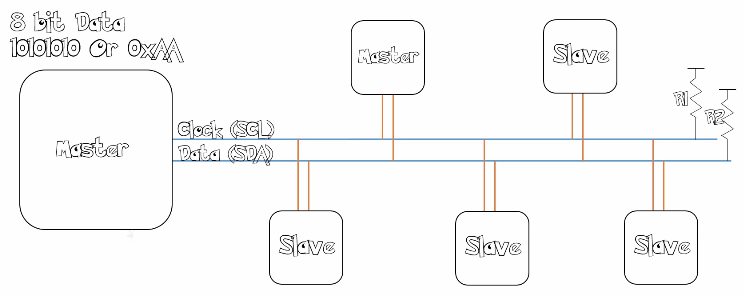 8 bit Data
10101010 Or 0xAA
Master
Slave
Master
R1
R2
Clock (SCL)
Data (SDA)
Slave
Slave
Slave